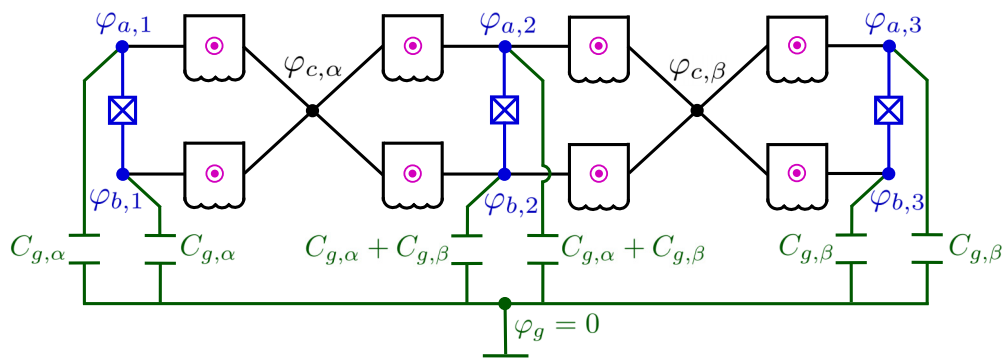 φa,1 φa,2 φa,3
φc,α φc,β
φb,1 φb,2 φb,3
Cg,α Cg,α Cg,α + Cg,β Cg,α + Cg,β Cg,β Cg,β
φg = 0